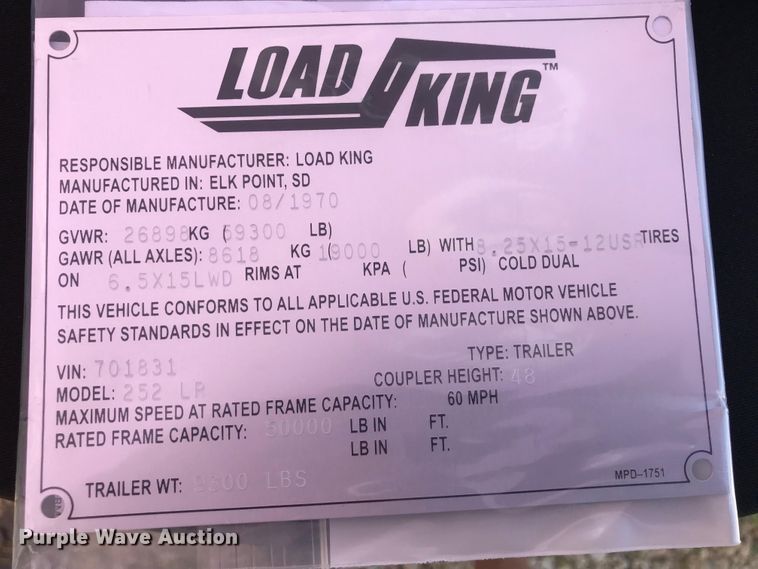 LOAD KING™
RESPONSIBLE MANUFACTURER: LOAD KING
MANUFACTURED IN: ELK POINT, SD
DATE OF MANUFACTURE: 08/1970
GVWR: 26898KG (59300 LB)
GAWR (ALL AXLES): 8618 KG (19000 LB) WITH 8.25X15-12USR TIRES
ON 6.5X15LWD RIMS AT KPA ( PSI) COLD DUAL
THIS VEHICLE CONFORMS TO ALL APPLICABLE U.S. FEDERAL MOTOR VEHICLE
SAFETY STANDARDS IN EFFECT ON THE DATE OF MANUFACTURE SHOWN ABOVE.
VIN: 701831 TYPE: TRAILER
MODEL: 252 LP COUPLER HEIGHT: 48
MAXIMUM SPEED AT RATED FRAME CAPACITY: 60 MPH
RATED FRAME CAPACITY: 50000 LB IN FT.
LB IN FT.
TRAILER WT: 9300 LBS
MPD–1751
Purple Wave Auction